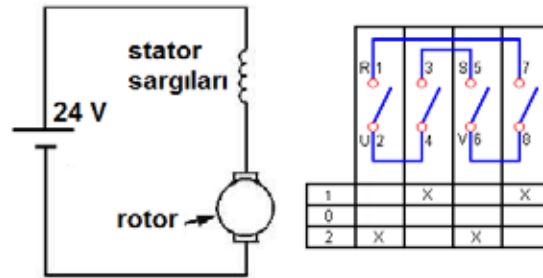 stator
sargıları
24 V
rotor
R 1 3 S 5 7
U 2 4 V 6 8
1 X X
0
2 X X